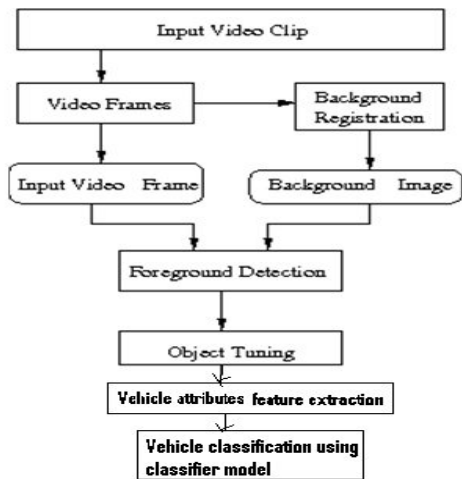 Input Video Clip
Video Frames
Background
Registration
Input Video Frame
Background Image
Foreground Detection
Object Tuning
Vehicle attributes feature extraction
Vehicle classification using
classifier model